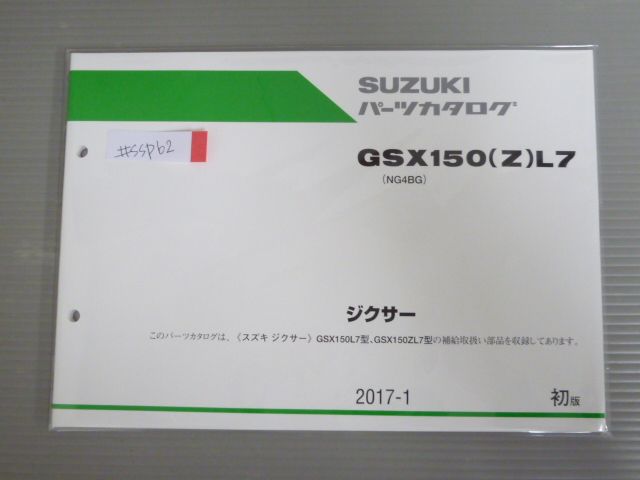 SUZUKI
パーツカタログ
#SSPb2
GSX150(Z)L7
(NG4BG)
ジクサー
このパーツカタログは、《スズキ ジクサー》GSX150L7型、GSX150ZL7型の補給取扱い部品を収録してあります。
2017-1
初版